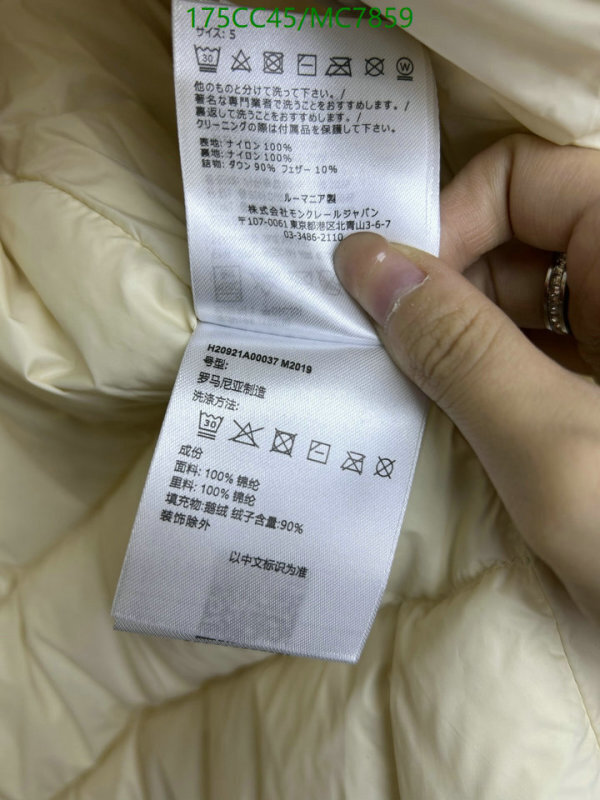 175CC45/MC7859
サイズ: S
30
W
他のものと分けて洗って下さい。/
著名な専門業者で洗うことをおすすめします。/
裏返して洗うことをおすすめします。/
クリーニングの際は付属品を保護して下さい。
表地: ナイロン 100%
裏地: ナイロン 100%
詰物: ダウン 90% フェザー 10%
ルーマニア製
株式会社モンクレールジャパン
〒107-0061 東京都港区北青山3-6-7
03-3486-2110
H20921A00037 M2019
号型:
罗马尼亚制造
洗涤方法:
30
成份
面料: 100% 锦纶
里料: 100% 锦纶
填充物: 鹅绒 绒子含量:90%
装饰除外
以中文标识为准